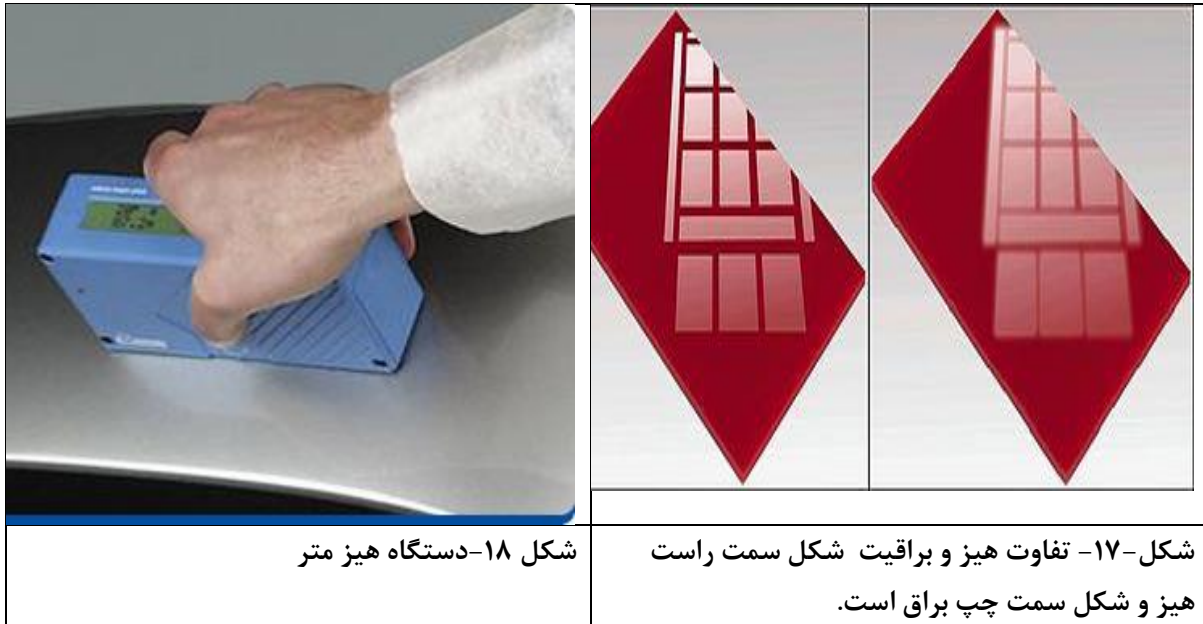 شکل-۱۷- تفاوت هیز و براقیت شکل سمت راست
هیز و شکل سمت چپ براق است.
شکل ۱۸-دستگاه هیز متر